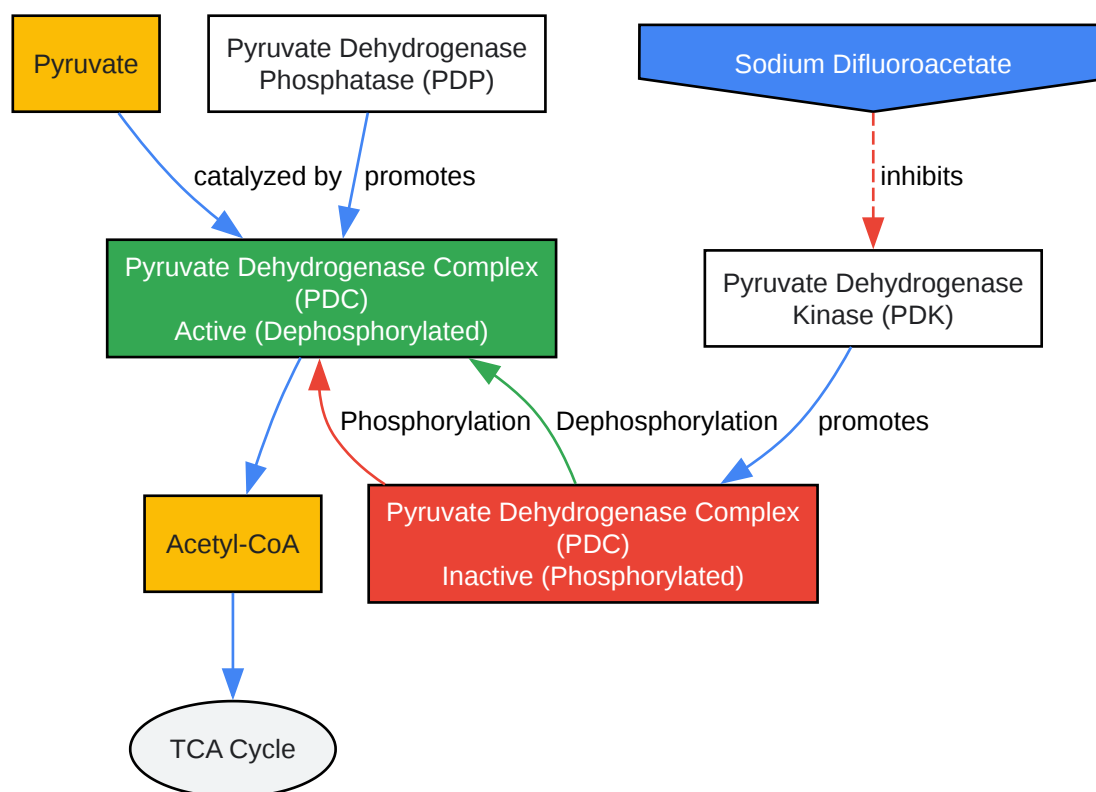 Pyruvate
Pyruvate Dehydrogenase
Phosphatase (PDP)
Sodium Difluoroacetate
catalyzed by
promotes
inhibits
Pyruvate Dehydrogenase Complex
(PDC)
Active (Dephosphorylated)
Pyruvate Dehydrogenase
Kinase (PDK)
Phosphorylation
Dephosphorylation
promotes
Acetyl-CoA
Pyruvate Dehydrogenase Complex
(PDC)
Inactive (Phosphorylated)
TCA Cycle